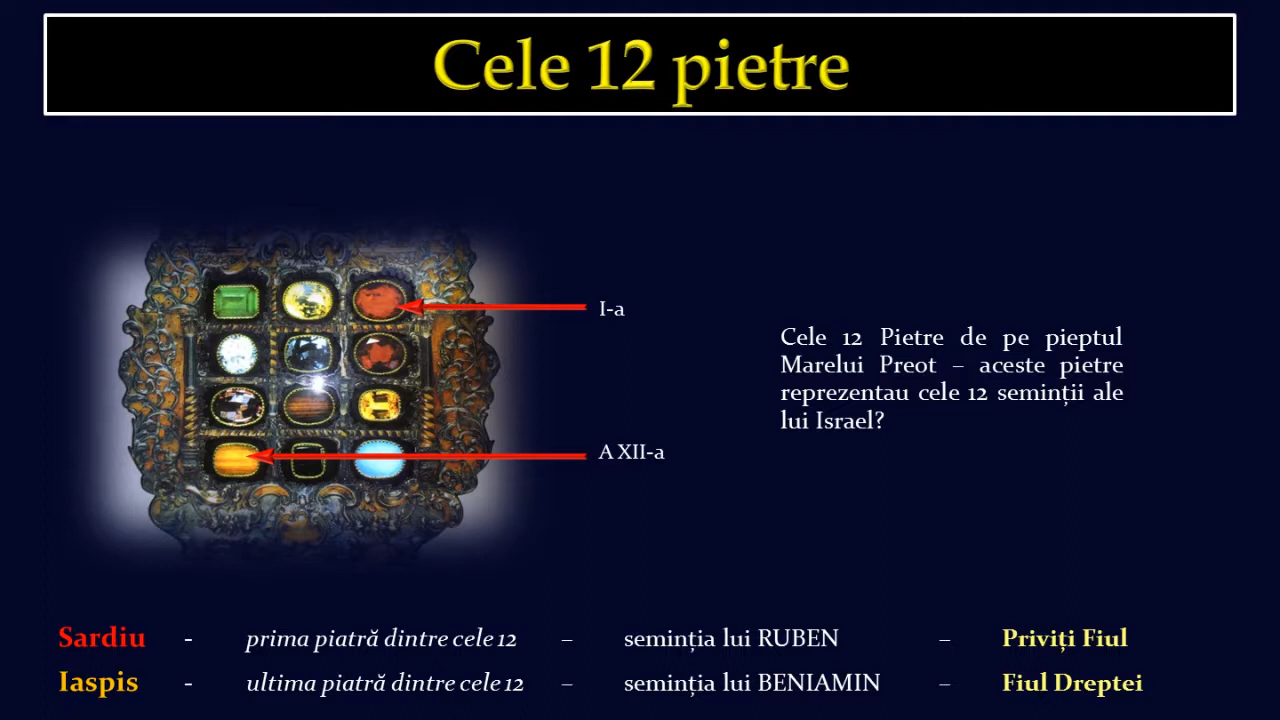 Cele 12 pietre
I-a
Cele 12 Pietre de pe pieptul
Marelui Preot – aceste pietre
reprezentau cele 12 seminții ale
lui Israel?
A XII-a
Sardiu - prima piatră dintre cele 12 – seminția lui RUBEN – Priviți Fiul
Iaspis - ultima piatră dintre cele 12 – seminția lui BENIAMIN – Fiul Dreptei